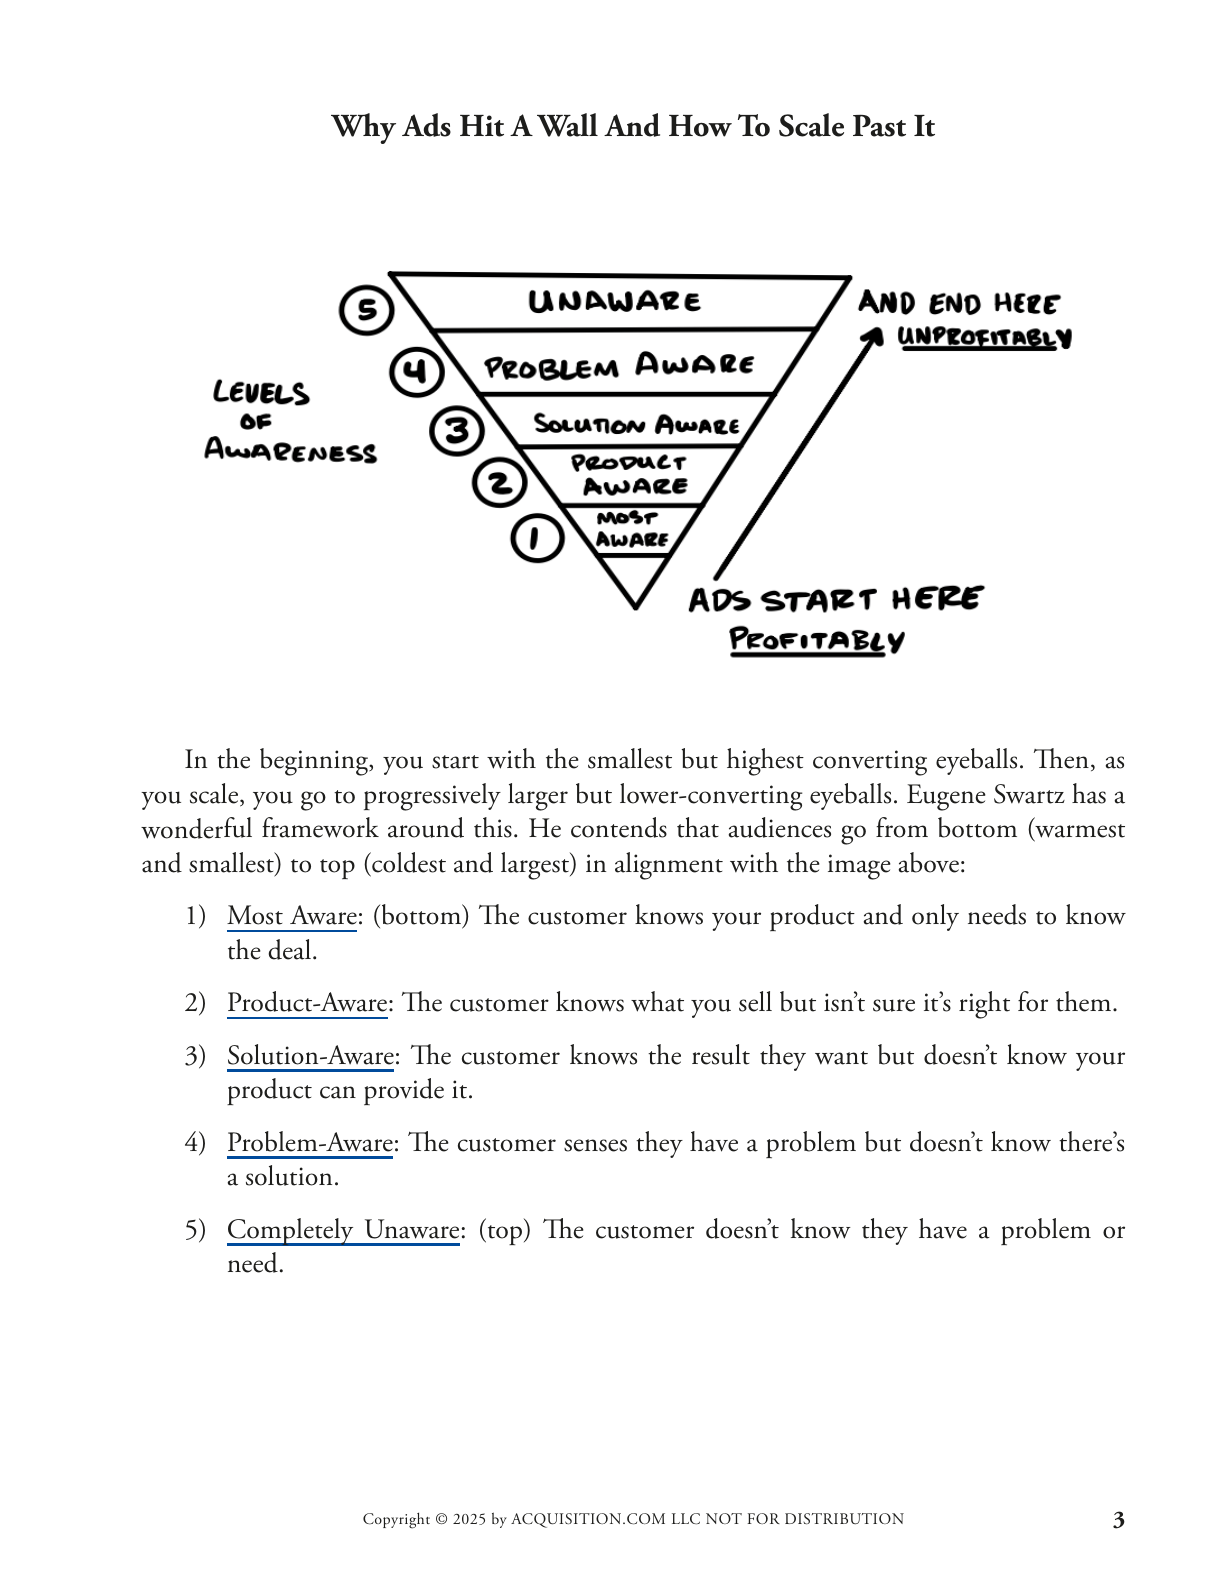 Why Ads Hit A Wall And How To Scale Past It
5
UNAWARE
AND END HERE
UNPROFITABLY
4
PROBLEM AWARE
LEVELS
OF
AWARENESS
3
SOLUTION AWARE
2
PRODUCT
AWARE
1
MOST
AWARE
ADS START HERE
PROFITABLY
In the beginning, you start with the smallest but highest converting eyeballs. Then, as
you scale, you go to progressively larger but lower-converting eyeballs. Eugene Swartz has a
wonderful framework around this. He contends that audiences go from bottom (warmest
and smallest) to top (coldest and largest) in alignment with the image above:
1) Most Aware: (bottom) The customer knows your product and only needs to know
the deal.
2) Product-Aware: The customer knows what you sell but isn’t sure it’s right for them.
3) Solution-Aware: The customer knows the result they want but doesn’t know your
product can provide it.
4) Problem-Aware: The customer senses they have a problem but doesn’t know there’s
a solution.
5) Completely Unaware: (top) The customer doesn’t know they have a problem or
need.
Copyright © 2025 by ACQUISITION.COM LLC NOT FOR DISTRIBUTION
3